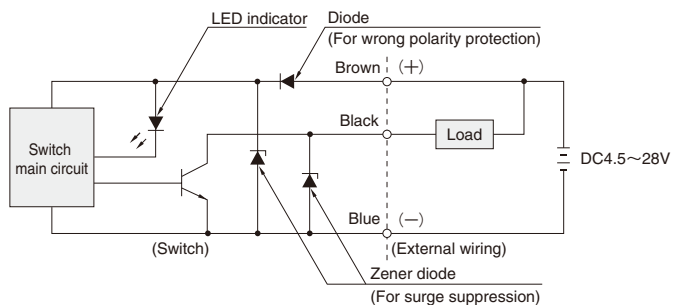 LED indicator
Diode
(For wrong polarity protection)
Brown (+)
Black
Load
Switch
main circuit
DC4.5～28V
Blue (−)
(Switch)
(External wiring)
Zener diode
(For surge suppression)